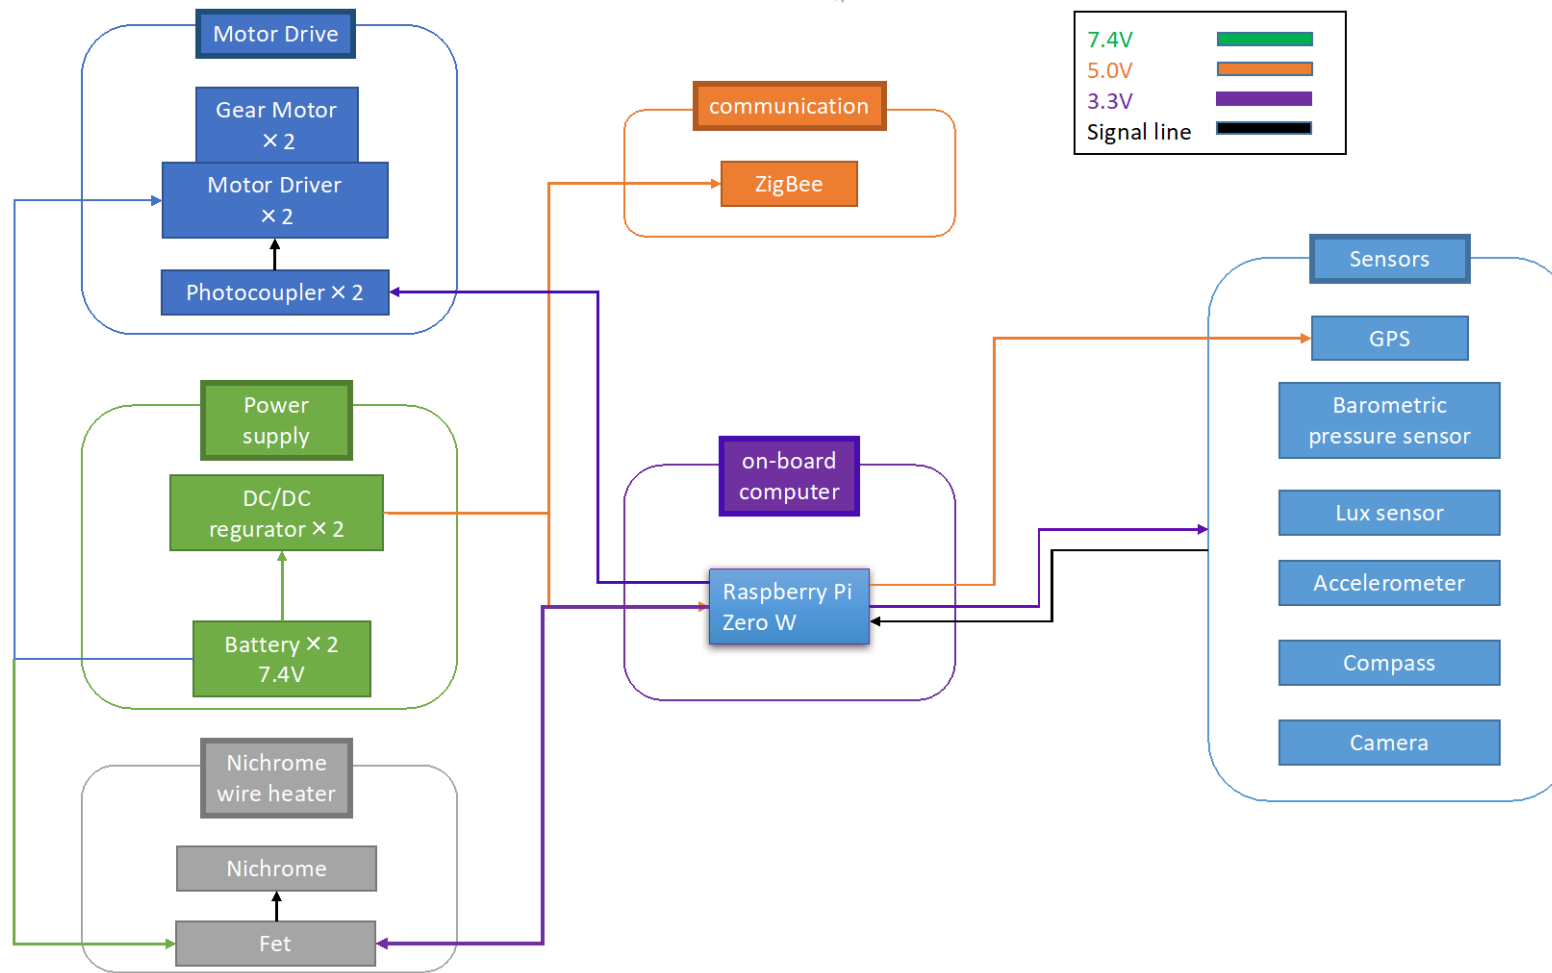 Motor Drive
Gear Motor
×2
Motor Driver
×2
Photocoupler×2
Power
supply
DC/DC
regurator×2
Battery×2
7.4V
Nichrome
wire heater
Nichrome
Fet
communication
ZigBee
on-board
computer
Raspberry Pi
Zero W
7.4V
5.0V
3.3V
Signal line
Sensors
GPS
Barometric
pressure sensor
Lux sensor
Accelerometer
Compass
Camera